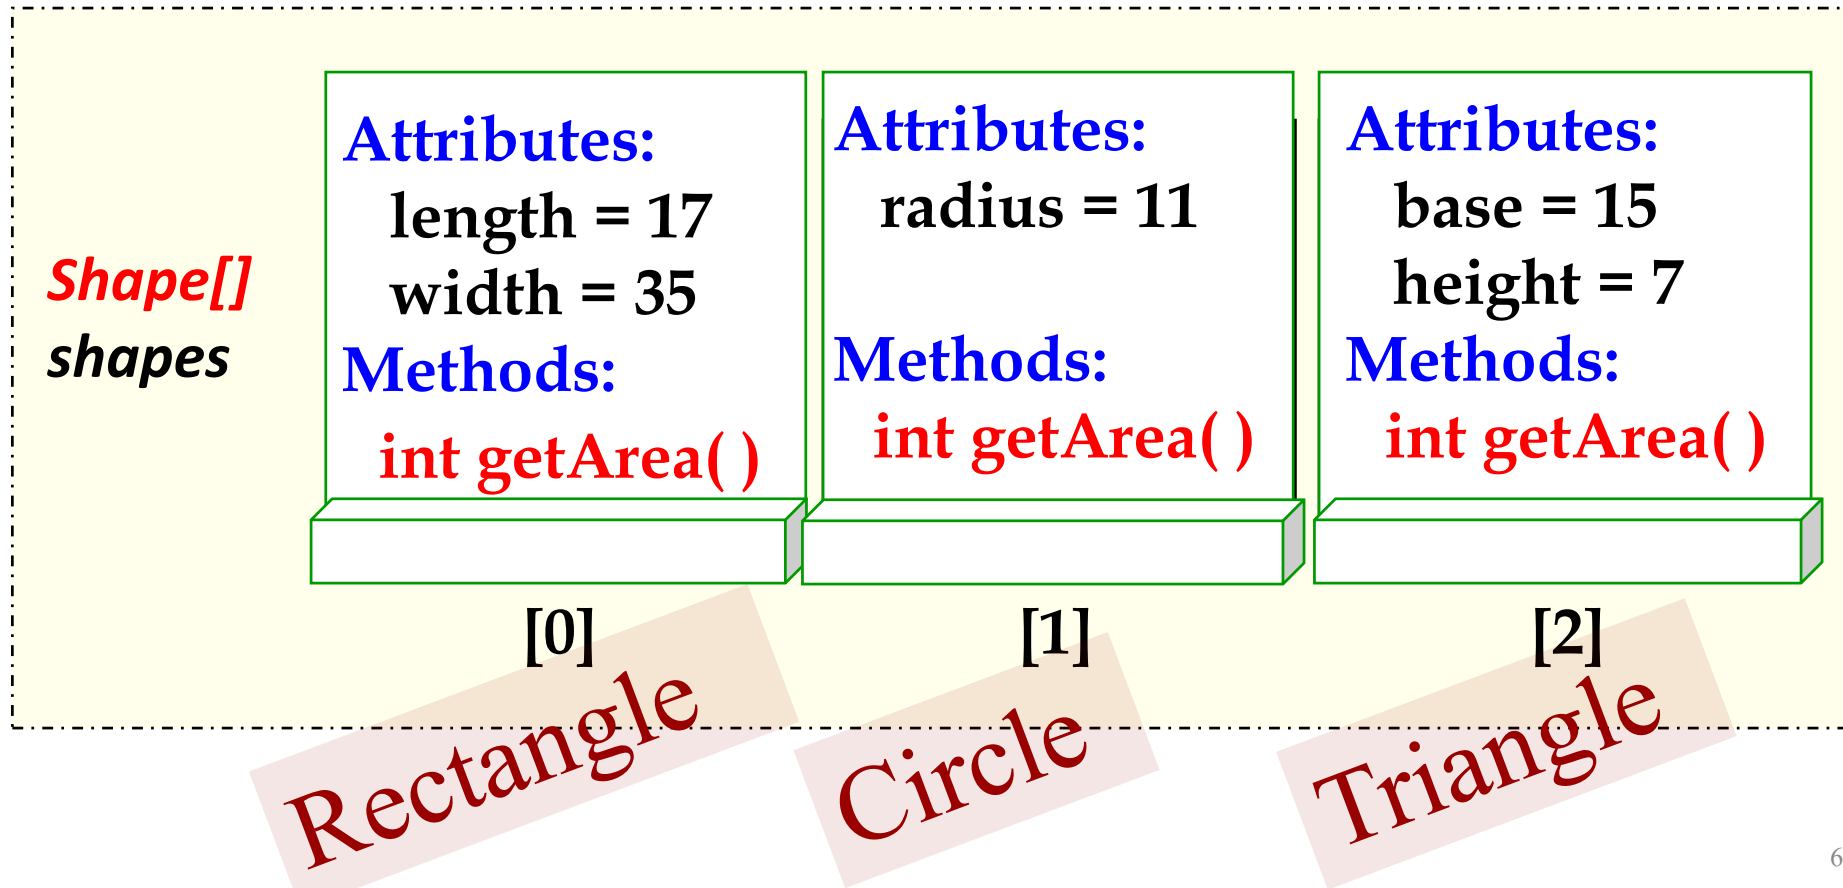 Shape[]
shapes
Attributes:
length = 17
width = 35
Methods:
int getArea( )
[0]
Rectangle
Attributes:
radius = 11
Methods:
int getArea( )
[1]
Circle
Attributes:
base = 15
height = 7
Methods:
int getArea( )
[2]
Triangle
6